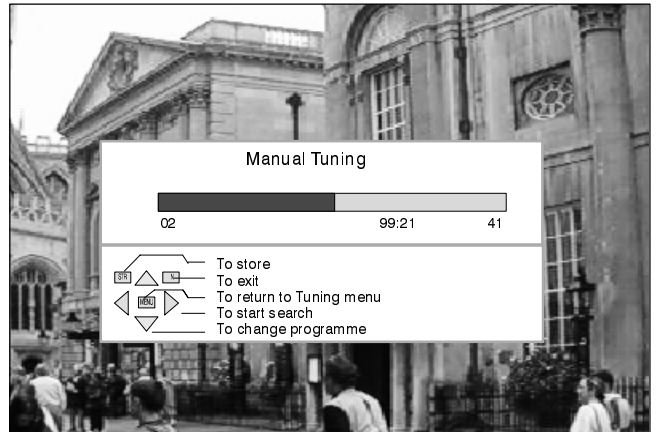 Manual Tuning
02 99:21 41
STR N To store
To exit
MENU To return to Tuning menu
To start search
To change programme